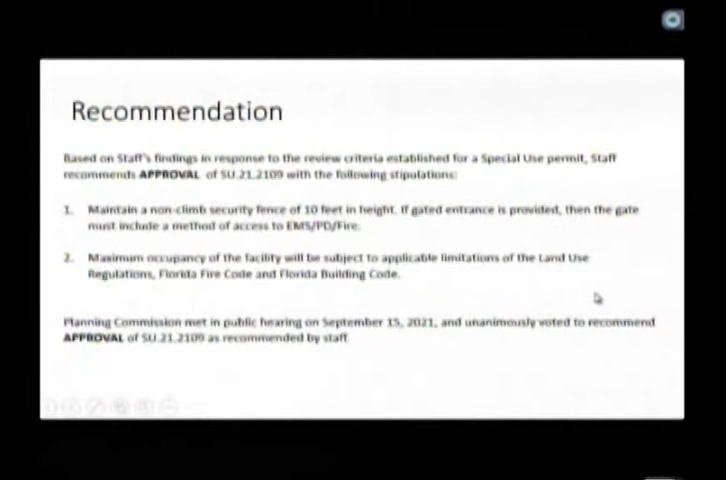 Recommendation
Based on Staff's findings in response to the review criteria established for a Special Use permit, Staff
recommends APPROVAL of SU.21.2109 with the following stipulations:
1. Maintain a non-climb security fence of 10 feet in height. If gated entrance is provided, then the gate
must include a method of access to EMS/PD/Fire.
2. Maximum occupancy of the facility will be subject to applicable limitations of the Land Use
Regulations, Florida Fire Code and Florida Building Code.
Planning Commission met in public hearing on September 15, 2021, and unanimously voted to recommend
APPROVAL of SU.21.2109 as recommended by staff.